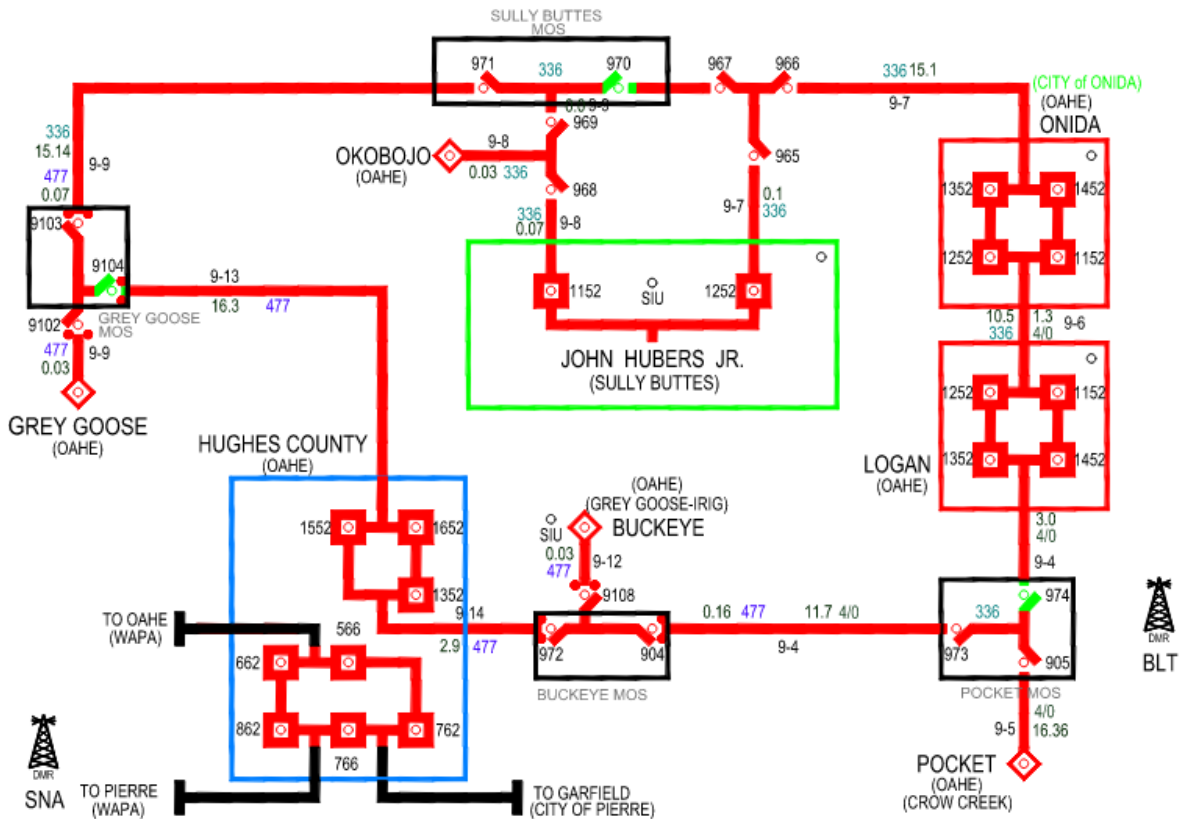 SULLY BUTTES
MOS
971
336
970
967
966
336 15.1
9-7
(CITY of ONIDA)
(OAHE)
ONIDA
9-9
969
336
15.14
477
0.07
9-9
OKOBOJO
(OAHE)
9-8
0.03 336
968
965
0.1
336
9-7
336
0.07
9-8
1352
1452
1252
1152
9103
9104
9-13
16.3 477
GREY GOOSE
MOS
9102
477
0.03
9-9
GREY GOOSE
(OAHE)
1152
SIU
1252
JOHN HUBERS JR.
(SULLY BUTTES)
10.5
336
1.3
4/0
9-6
1252
1152
1352
1452
LOGAN
(OAHE)
HUGHES COUNTY
(OAHE)
1552
1652
1352
(OAHE)
(GREY GOOSE-IRIG)
BUCKEYE
SIU
0.03
477
9-12
3.0
4/0
9-4
9108
9-14
2.9 477
972
904
BUCKEYE MOS
0.16 477 11.7 4/0
9-4
336
974
973
905
POCKET MOS
DMR
BLT
TO OAHE
(WAPA)
566
662
862
762
766
DMR
SNA
TO PIERRE
(WAPA)
TO GARFIELD
(CITY OF PIERRE)
4/0
16.36
9-5
POCKET
(OAHE)
(CROW CREEK)